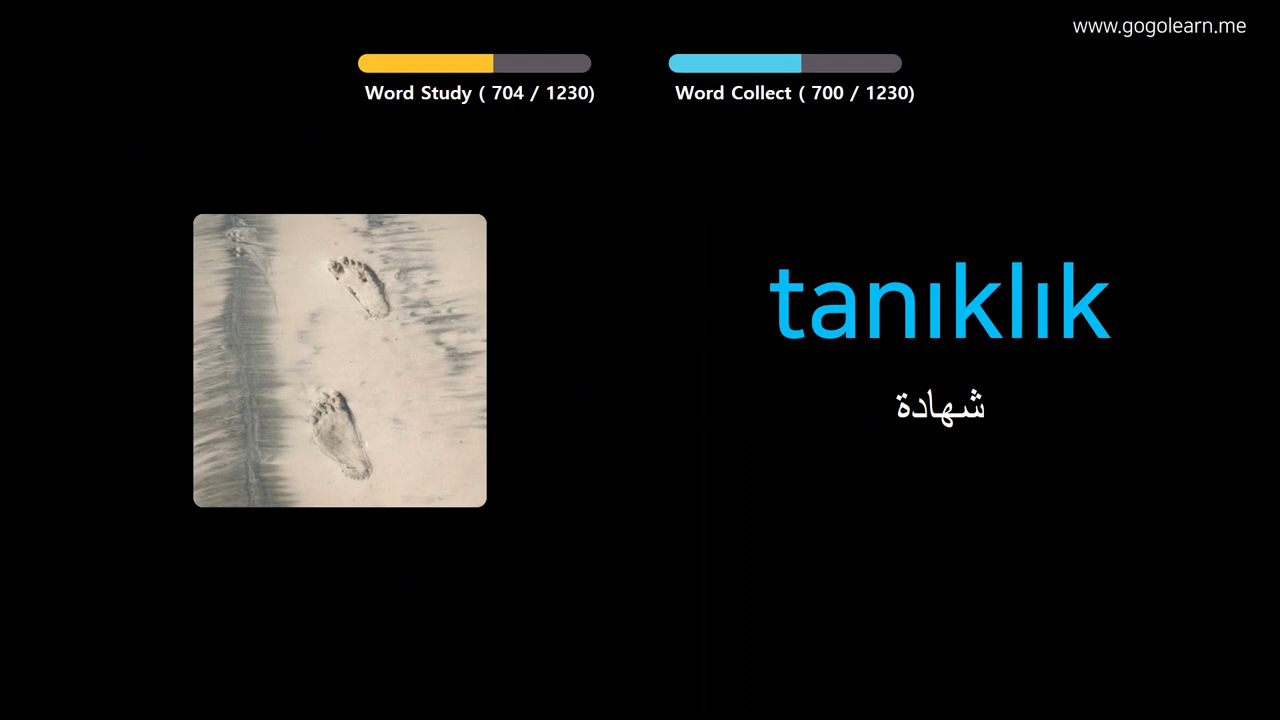 www.gogolearn.me
Word Study ( 704 / 1230)
Word Collect ( 700 / 1230)
tanıklık
شهادة